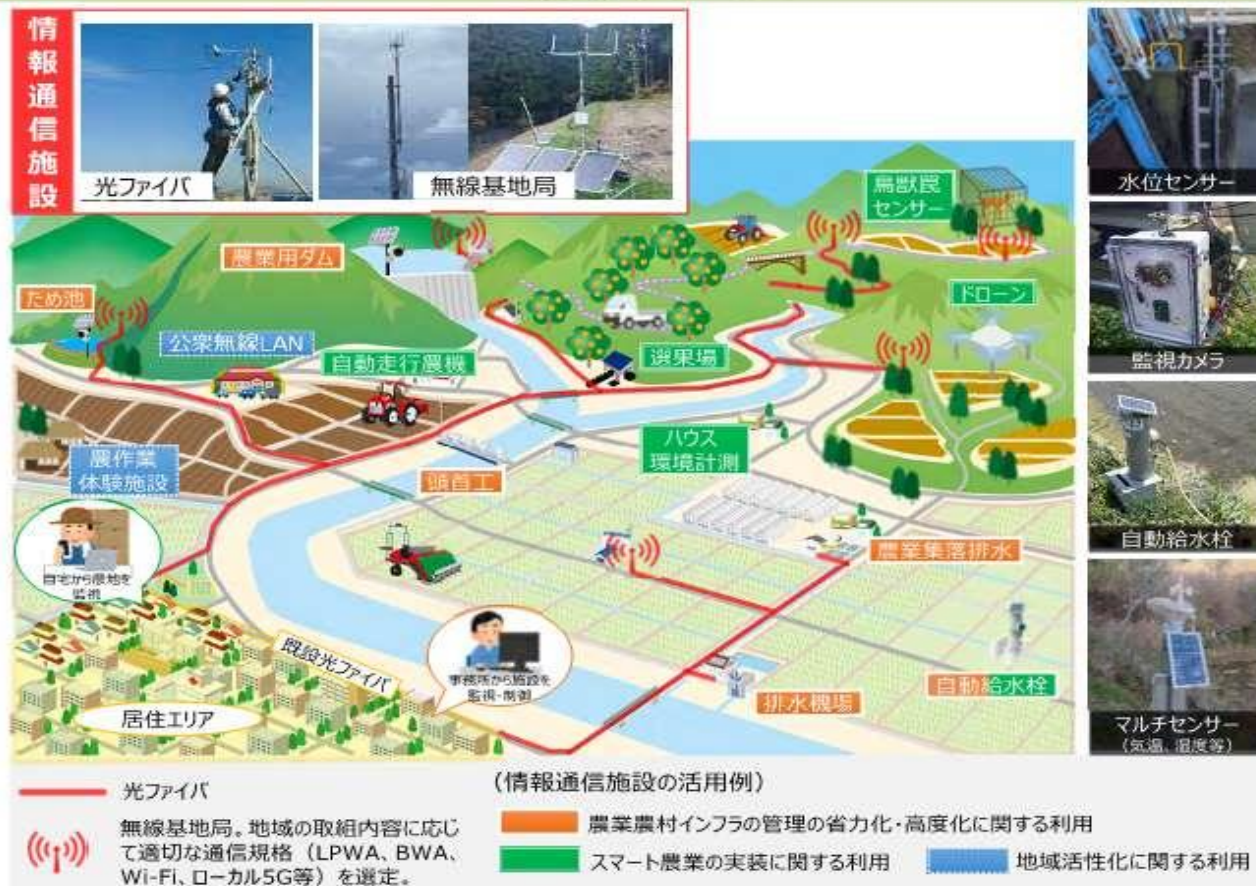 情報通信施設
光ファイバ
無線基地局
水位センサー
監視カメラ
自動給水栓
マルチセンサー
(気温、湿度等)
鳥獣罠
センサー
農業用ダム
ため池
ドローン
公衆無線LAN
自動走行農機
選果場
ハウス
環境計測
農作業
体験施設
頭首工
自宅から農地を
監視
農業集落排水
既設光ファイバ
事務所から施設を
監視・制御
自動給水栓
排水機場
居住エリア
光ファイバ
無線基地局。地域の取組内容に応じ
て適切な通信規格（LPWA、BWA、
Wi-Fi、ローカル5G等）を選定。
（情報通信施設の活用例）
農業農村インフラの管理の省力化・高度化に関する利用
スマート農業の実装に関する利用
地域活性化に関する利用